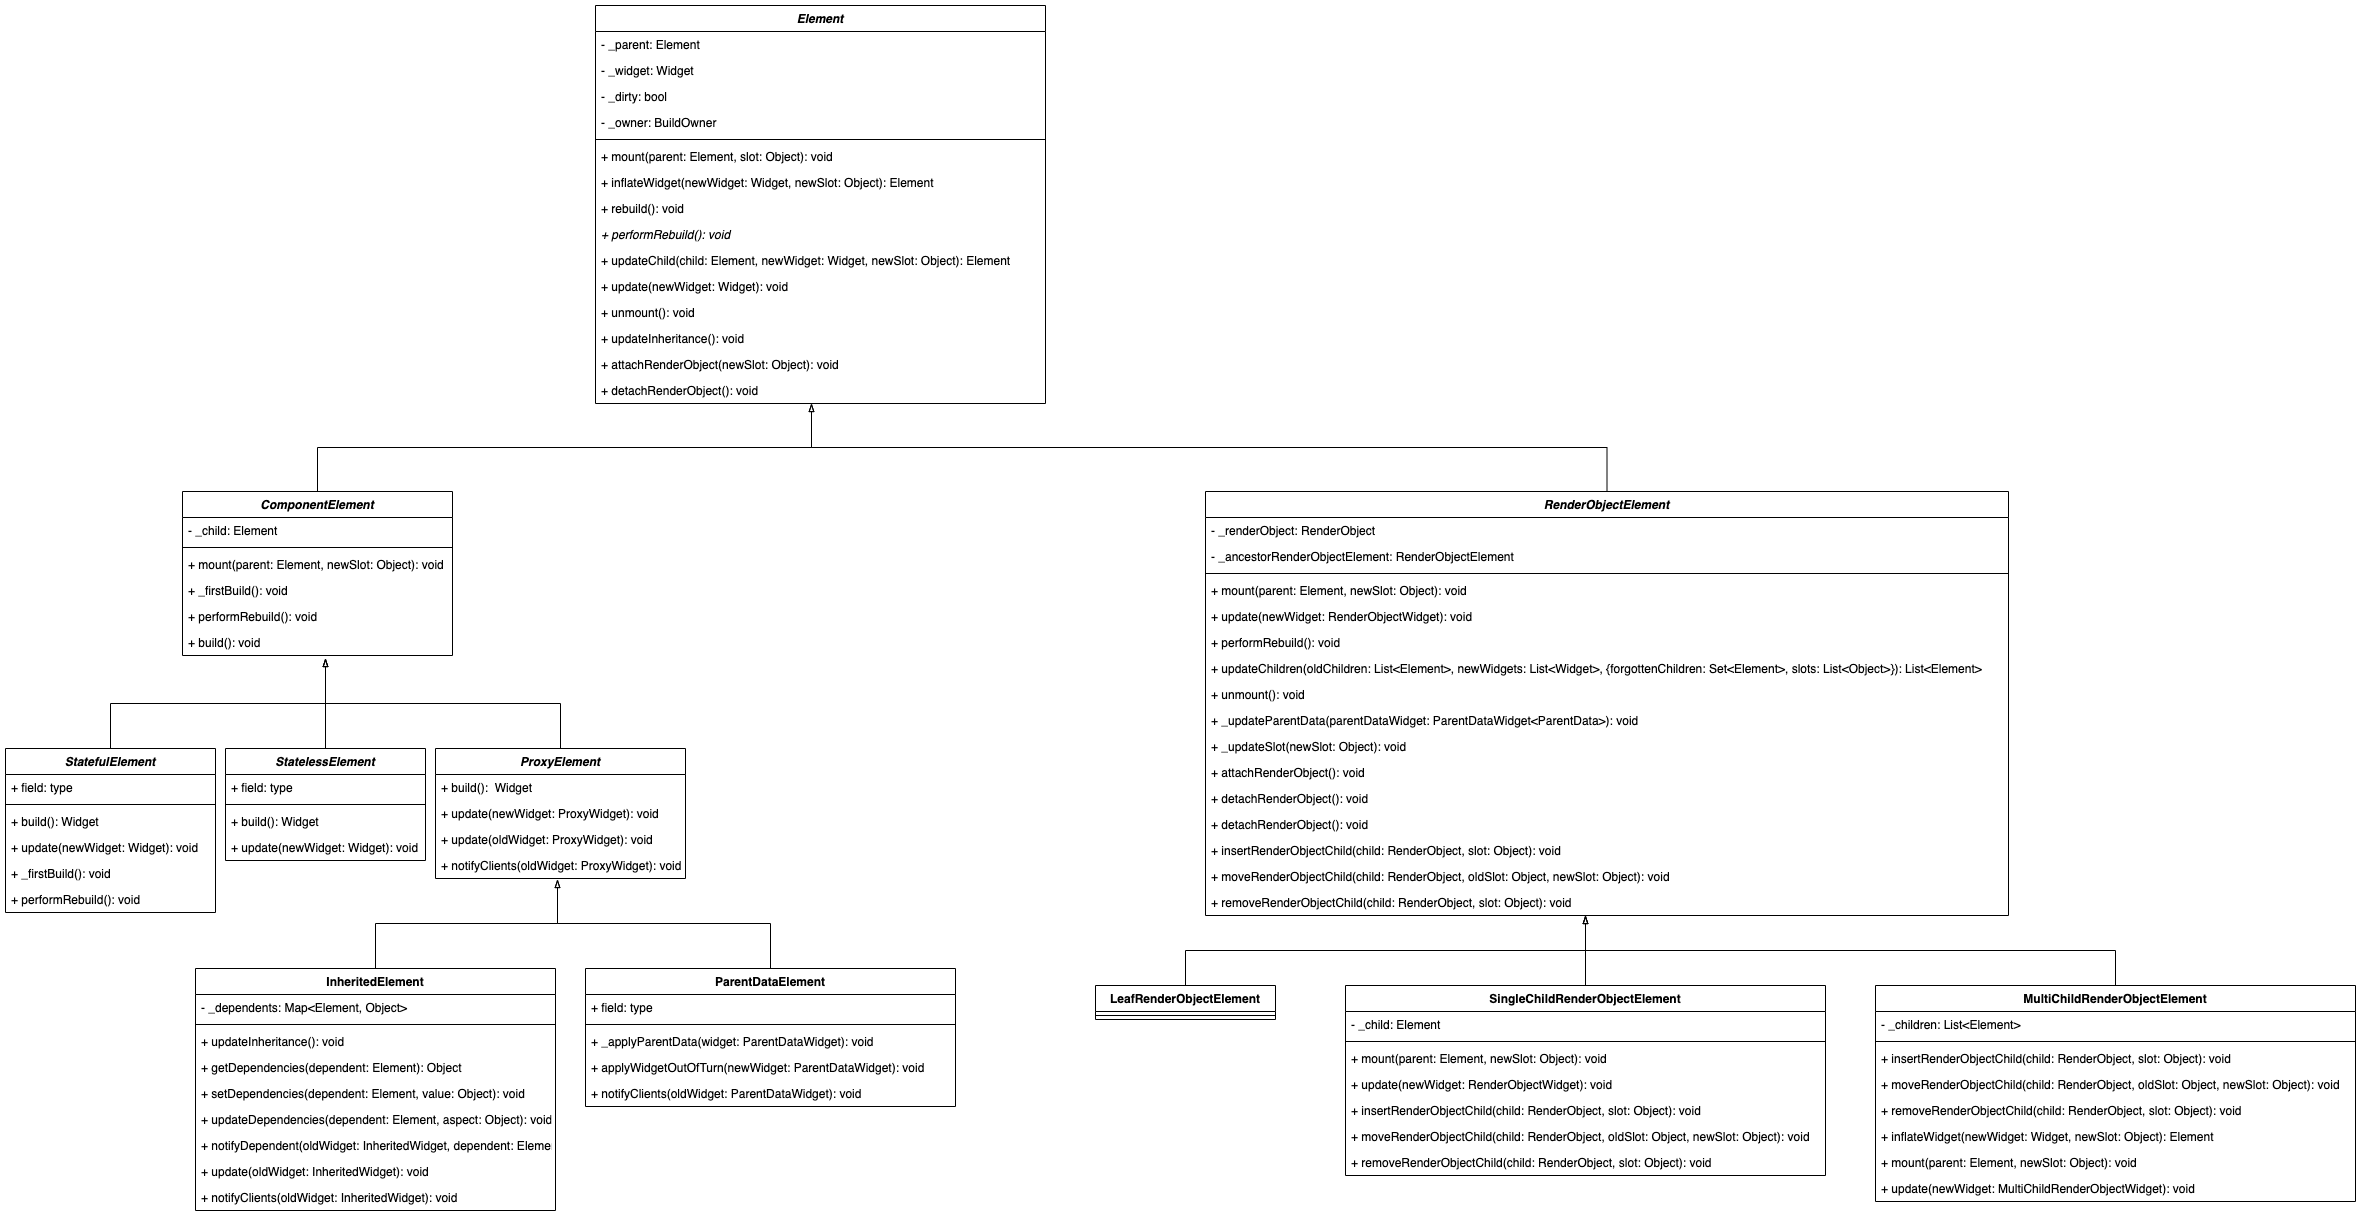 Element
- _parent: Element
- _widget: Widget
- _dirty: bool
- _owner: BuildOwner
+ mount(parent: Element, slot: Object): void
+ inflateWidget(newWidget: Widget, newSlot: Object): Element
+ rebuild(): void
+ performRebuild(): void
+ updateChild(child: Element, newWidget: Widget, newSlot: Object): Element
+ update(newWidget: Widget): void
+ unmount(): void
+ updateInheritance(): void
+ attachRenderObject(newSlot: Object): void
+ detachRenderObject(): void
ComponentElement
- _child: Element
+ mount(parent: Element, newSlot: Object): void
+ _firstBuild(): void
+ performRebuild(): void
+ build(): void
RenderObjectElement
- _renderObject: RenderObject
- _ancestorRenderObjectElement: RenderObjectElement
+ mount(parent: Element, newSlot: Object): void
+ update(newWidget: RenderObjectWidget): void
+ performRebuild(): void
+ updateChildren(oldChildren: List<Element>, newWidgets: List<Widget>, {forgottenChildren: Set<Element>, slots: List<Object>}): List<Element>
+ unmount(): void
+ _updateParentData(parentDataWidget: ParentDataWidget<ParentData>): void
+ _updateSlot(newSlot: Object): void
+ attachRenderObject(): void
+ detachRenderObject(): void
+ detachRenderObject(): void
+ insertRenderObjectChild(child: RenderObject, slot: Object): void
+ moveRenderObjectChild(child: RenderObject, oldSlot: Object, newSlot: Object): void
+ removeRenderObjectChild(child: RenderObject, slot: Object): void
StatefulElement
+ field: type
+ build(): Widget
+ update(newWidget: Widget): void
+ _firstBuild(): void
+ performRebuild(): void
StatelessElement
+ field: type
+ build(): Widget
+ update(newWidget: Widget): void
ProxyElement
+ build():  Widget
+ update(newWidget: ProxyWidget): void
+ update(oldWidget: ProxyWidget): void
+ notifyClients(oldWidget: ProxyWidget): void
InheritedElement
- _dependents: Map<Element, Object>
+ updateInheritance(): void
+ getDependencies(dependent: Element): Object
+ setDependencies(dependent: Element, value: Object): void
+ updateDependencies(dependent: Element, aspect: Object): void
+ notifyDependent(oldWidget: InheritedWidget, dependent: Eleme
+ update(oldWidget: InheritedWidget): void
+ notifyClients(oldWidget: InheritedWidget): void
ParentDataElement
+ field: type
+ _applyParentData(widget: ParentDataWidget): void
+ applyWidgetOutOfTurn(newWidget: ParentDataWidget): void
+ notifyClients(oldWidget: ParentDataWidget): void
LeafRenderObjectElement
SingleChildRenderObjectElement
- _child: Element
+ mount(parent: Element, newSlot: Object): void
+ update(newWidget: RenderObjectWidget): void
+ insertRenderObjectChild(child: RenderObject, slot: Object): void
+ moveRenderObjectChild(child: RenderObject, oldSlot: Object, newSlot: Object): void
+ removeRenderObjectChild(child: RenderObject, slot: Object): void
MultiChildRenderObjectElement
- _children: List<Element>
+ insertRenderObjectChild(child: RenderObject, slot: Object): void
+ moveRenderObjectChild(child: RenderObject, oldSlot: Object, newSlot: Object): void
+ removeRenderObjectChild(child: RenderObject, slot: Object): void
+ inflateWidget(newWidget: Widget, newSlot: Object): Element
+ mount(parent: Element, newSlot: Object): void
+ update(newWidget: MultiChildRenderObjectWidget): void